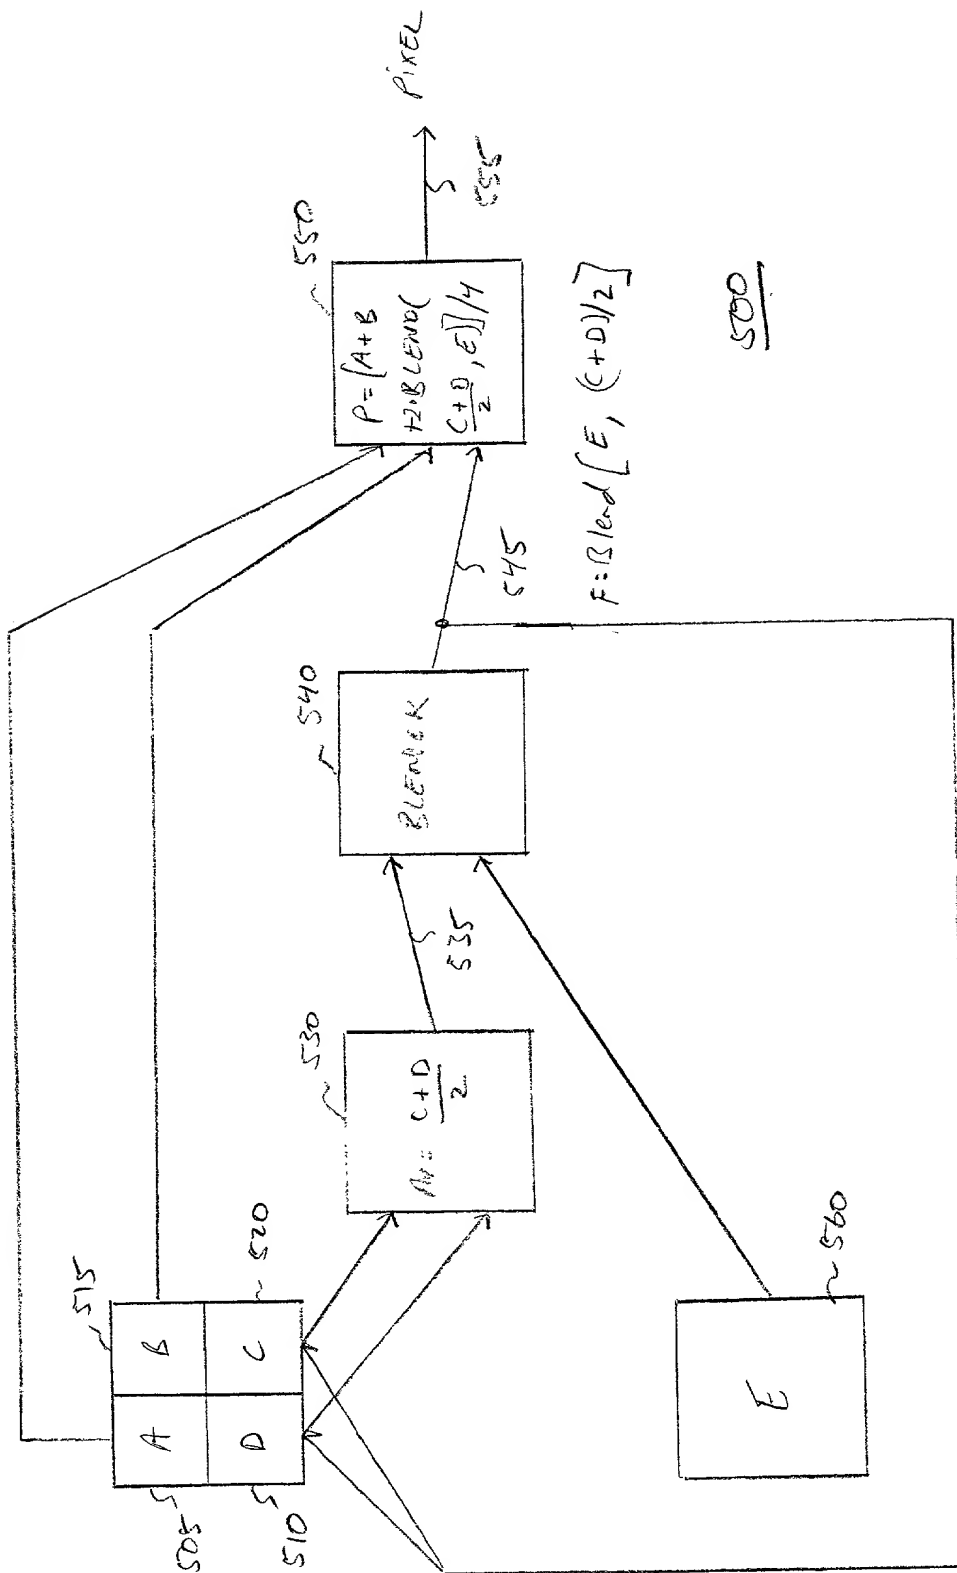 505
510
515
520
A
B
D
C
530
Av = C+D
2
535
E
560
540
BLENDER
545
F=Blend [E, (C+D)/2]
550
P=[A+B
+2·BLEND(
C+D
2
, E)]/4
555
PIXEL
500